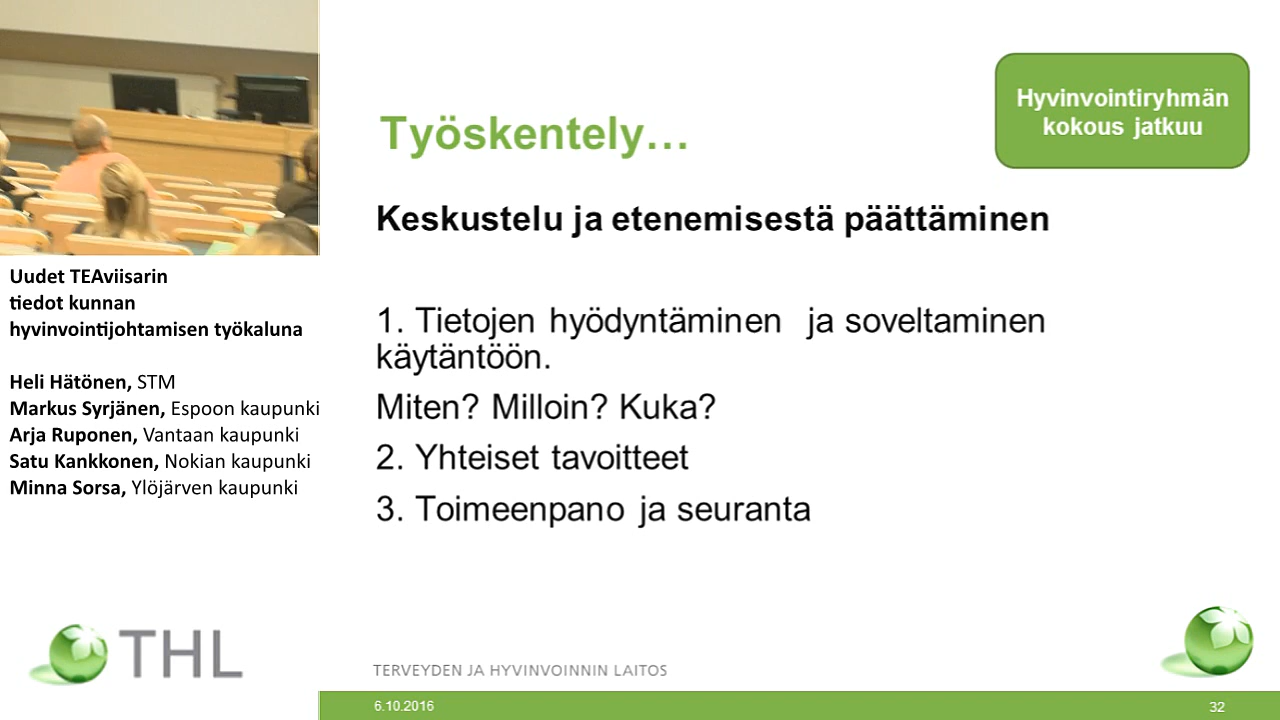 Hyvinvointiryhmän
kokous jatkuu
Työskentely…
Keskustelu ja etenemisestä päättäminen
1. Tietojen hyödyntäminen ja soveltaminen
käytäntöön.
Miten? Milloin? Kuka?
2. Yhteiset tavoitteet
3. Toimeenpano ja seuranta
Uudet TEAviisarin
tiedot kunnan
hyvinvointijohtamisen työkaluna
Heli Hätönen, STM
Markus Syrjänen, Espoon kaupunki
Arja Ruponen, Vantaan kaupunki
Satu Kankkonen, Nokian kaupunki
Minna Sorsa, Ylöjärven kaupunki
THL
TERVEYDEN JA HYVINVOINNIN LAITOS
6.10.2016
32